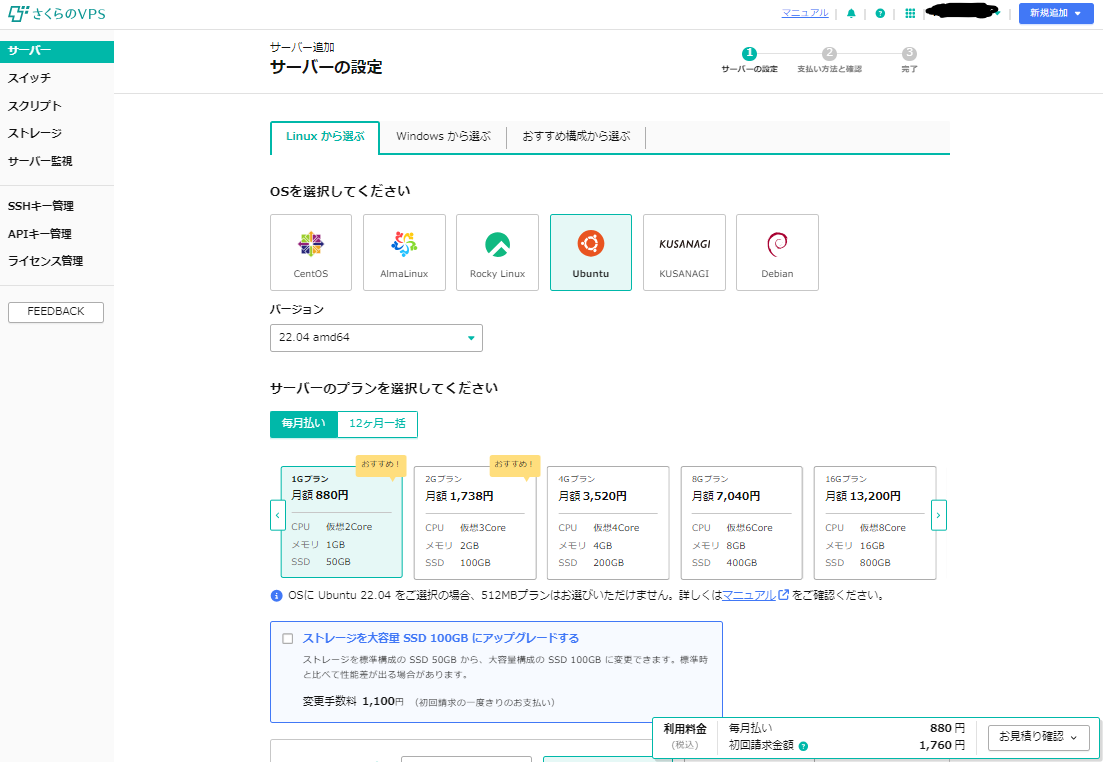 さくらのVPS
マニュアル
新規追加
サーバー
スイッチ
スクリプト
ストレージ
サーバー監視
SSHキー管理
APIキー管理
ライセンス管理
FEEDBACK
サーバー追加
サーバーの設定
1 2 3
サーバーの設定 支払い方法と確認 完了
Linux から選ぶ Windows から選ぶ おすすめ構成から選ぶ
OSを選択してください
KUSANAGI
CentOS AlmaLinux Rocky Linux Ubuntu KUSANAGI Debian
バージョン
22.04 amd64
サーバーのプランを選択してください
毎月払い 12ヶ月一括
おすすめ! おすすめ!
1Gプラン 2Gプラン 4Gプラン 8Gプラン 16Gプラン
月額 880円 月額 1,738円 月額 3,520円 月額 7,040円 月額 13,200円
CPU 仮想2Core CPU 仮想3Core CPU 仮想4Core CPU 仮想6Core CPU 仮想8Core
メモリ 1GB メモリ 2GB メモリ 4GB メモリ 8GB メモリ 16GB
SSD 50GB SSD 100GB SSD 200GB SSD 400GB SSD 800GB
OSに Ubuntu 22.04 をご選択の場合、512MBプランはお選びいただけません。詳しくはマニュアル をご確認ください。
ストレージを大容量 SSD 100GB にアップグレードする
ストレージを標準構成の SSD 50GB から、大容量構成の SSD 100GB に変更できます。標準時
と比べて性能差が出る場合があります。
変更手数料 1,100円 (初回請求の一度きりのお支払い)
利用料金
(税込)
毎月払い 880 円
初回請求金額 1,760 円
お見積り確認